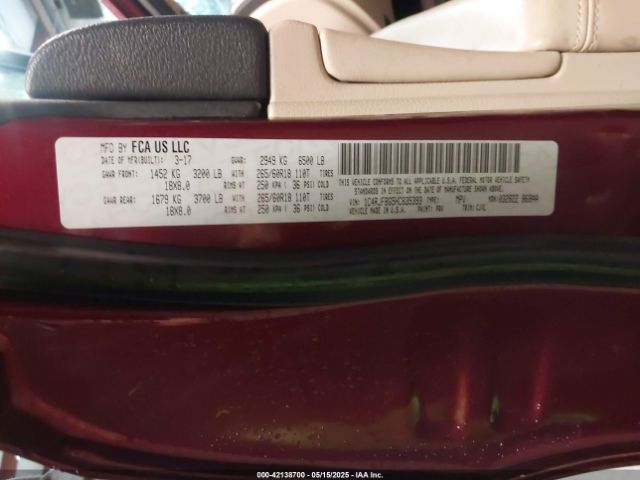 MFD BY FCA US LLC
DATE OF MFR(BUILT): 3-17 GVWR: 2949 KG 6500 LB
GAWR FRONT: 1452 KG 3200 LB WITH 265/60R18 110T TIRES
18X8.0 RIMS AT 250 KPA ( 36 PSI) COLD
GAWR REAR: 1679 KG 3700 LB WITH 265/60R18 110T TIRES
18X8.0 RIMS AT 250 KPA ( 36 PSI) COLD
THIS VEHICLE CONFORMS TO ALL APPLICABLE U.S.A. FEDERAL MOTOR VEHICLE SAFETY
STANDARDS IN EFFECT ON THE DATE OF MANUFACTURE SHOWN ABOVE.
VIN: TYPE: MPV MDH:
VEHICLE MADE IN U.S.A. PAINT: PRV TRIM:
000-42138700 - 05/15/2025 - IAA Inc.